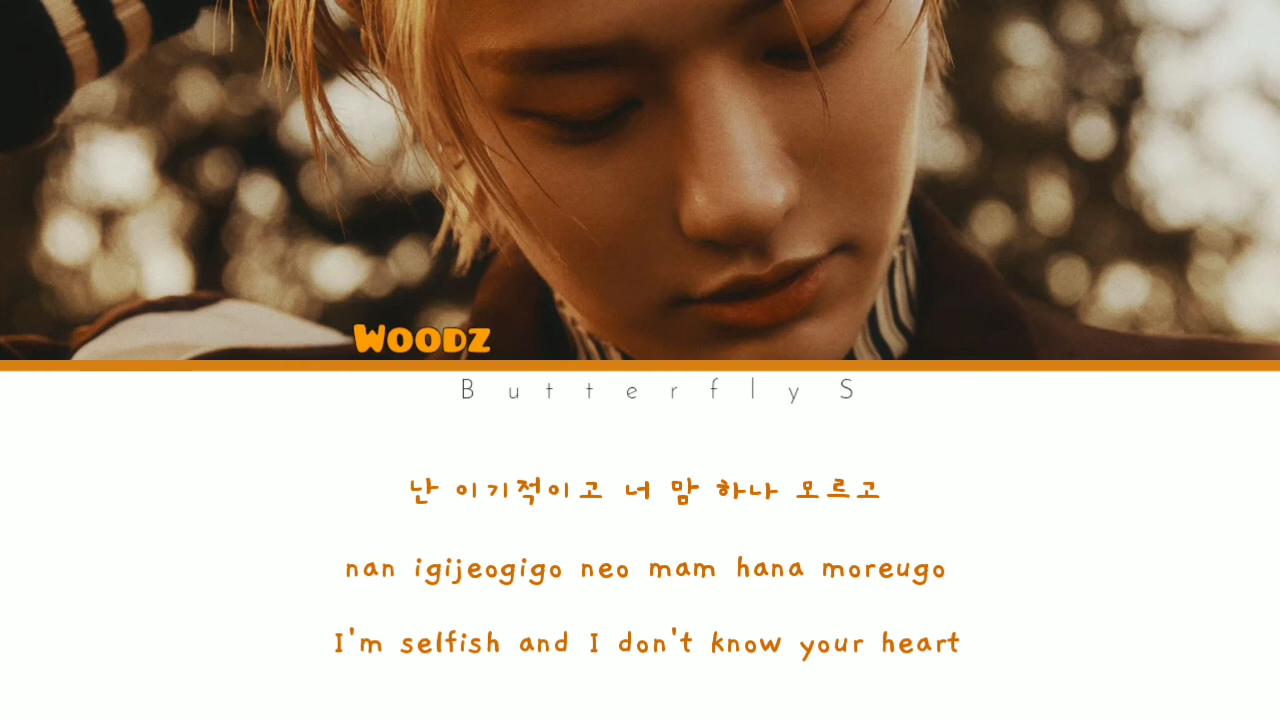 WOODZ
Butterfly S
난 이기적이고 너 맘 하나 모르고
nan igijeogigo neo mam hana moreugo
I'm selfish and I don't know your heart